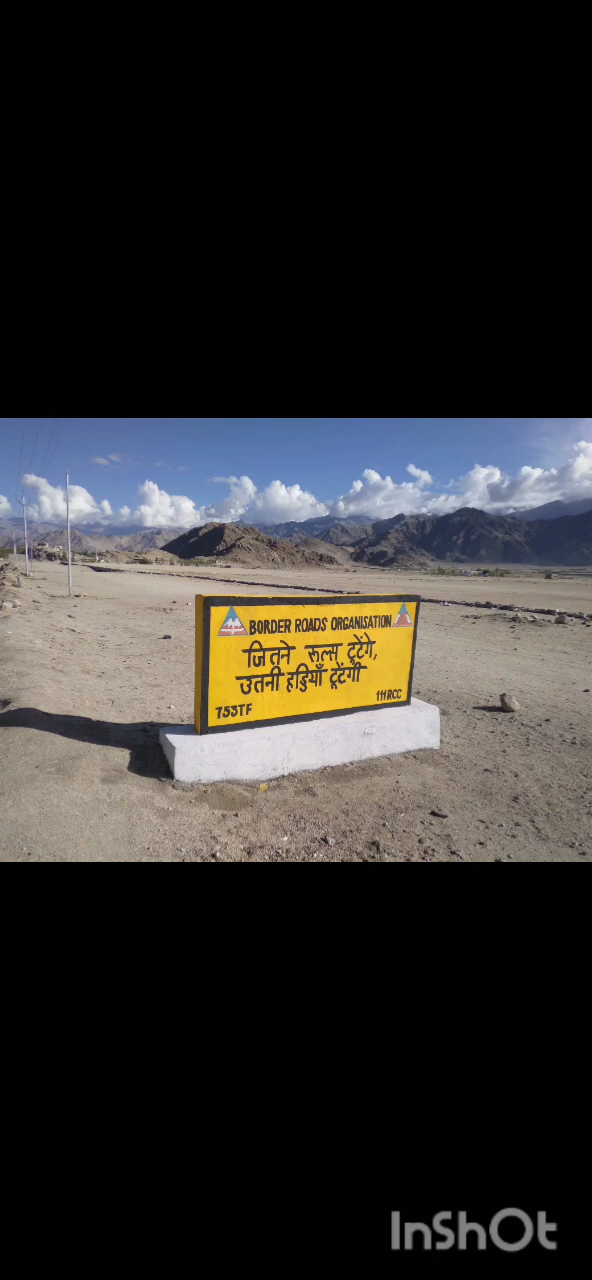 BORDER ROADS ORGANISATION
जितने रूल्स टूटेंगे,
उतनी हड्डियाँ टूटेंगी
753TF 111RCC
InShOt